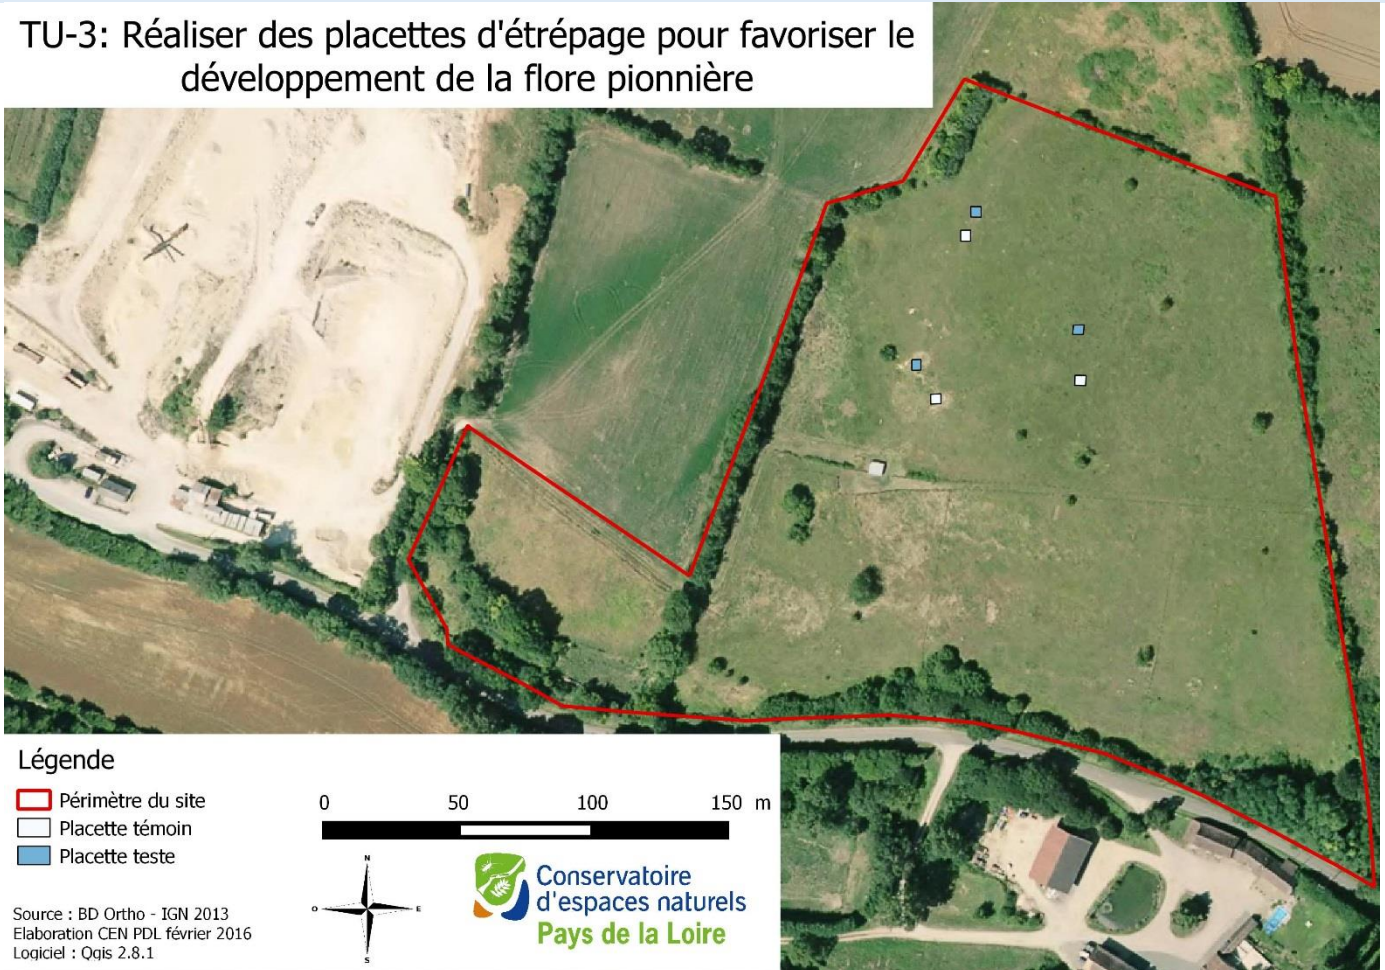 TU-3: Réaliser des placettes d'étrépage pour favoriser le
développement de la flore pionnière
Légende
Périmètre du site
Placette témoin
Placette teste
0 50 100 150 m
N
O E
S
Conservatoire
d'espaces naturels
Pays de la Loire
Source : BD Ortho - IGN 2013
Elaboration CEN PDL février 2016
Logiciel : Qgis 2.8.1